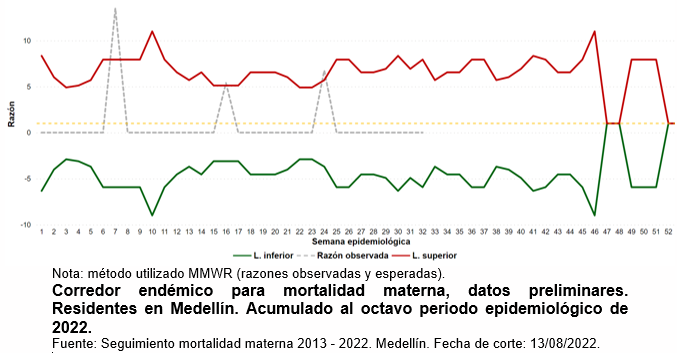 10
5
0
-5
-10
Razón
1 2 3 4 5 6 7 8 9 10 11 12 13 14 15 16 17 18 19 20 21 22 23 24 25 26 27 28 29 30 31 32 33 34 35 36 37 38 39 40 41 42 43 44 45 46 47 48 49 50 51 52
Semana epidemiológica
L. inferior Razón observada L. superior
Nota: método utilizado MMWR (razones observadas y esperadas).
Corredor endémico para mortalidad materna, datos preliminares.
Residentes en Medellín. Acumulado al octavo periodo epidemiológico de
2022.
Fuente: Seguimiento mortalidad materna 2013 - 2022. Medellín. Fecha de corte: 13/08/2022.